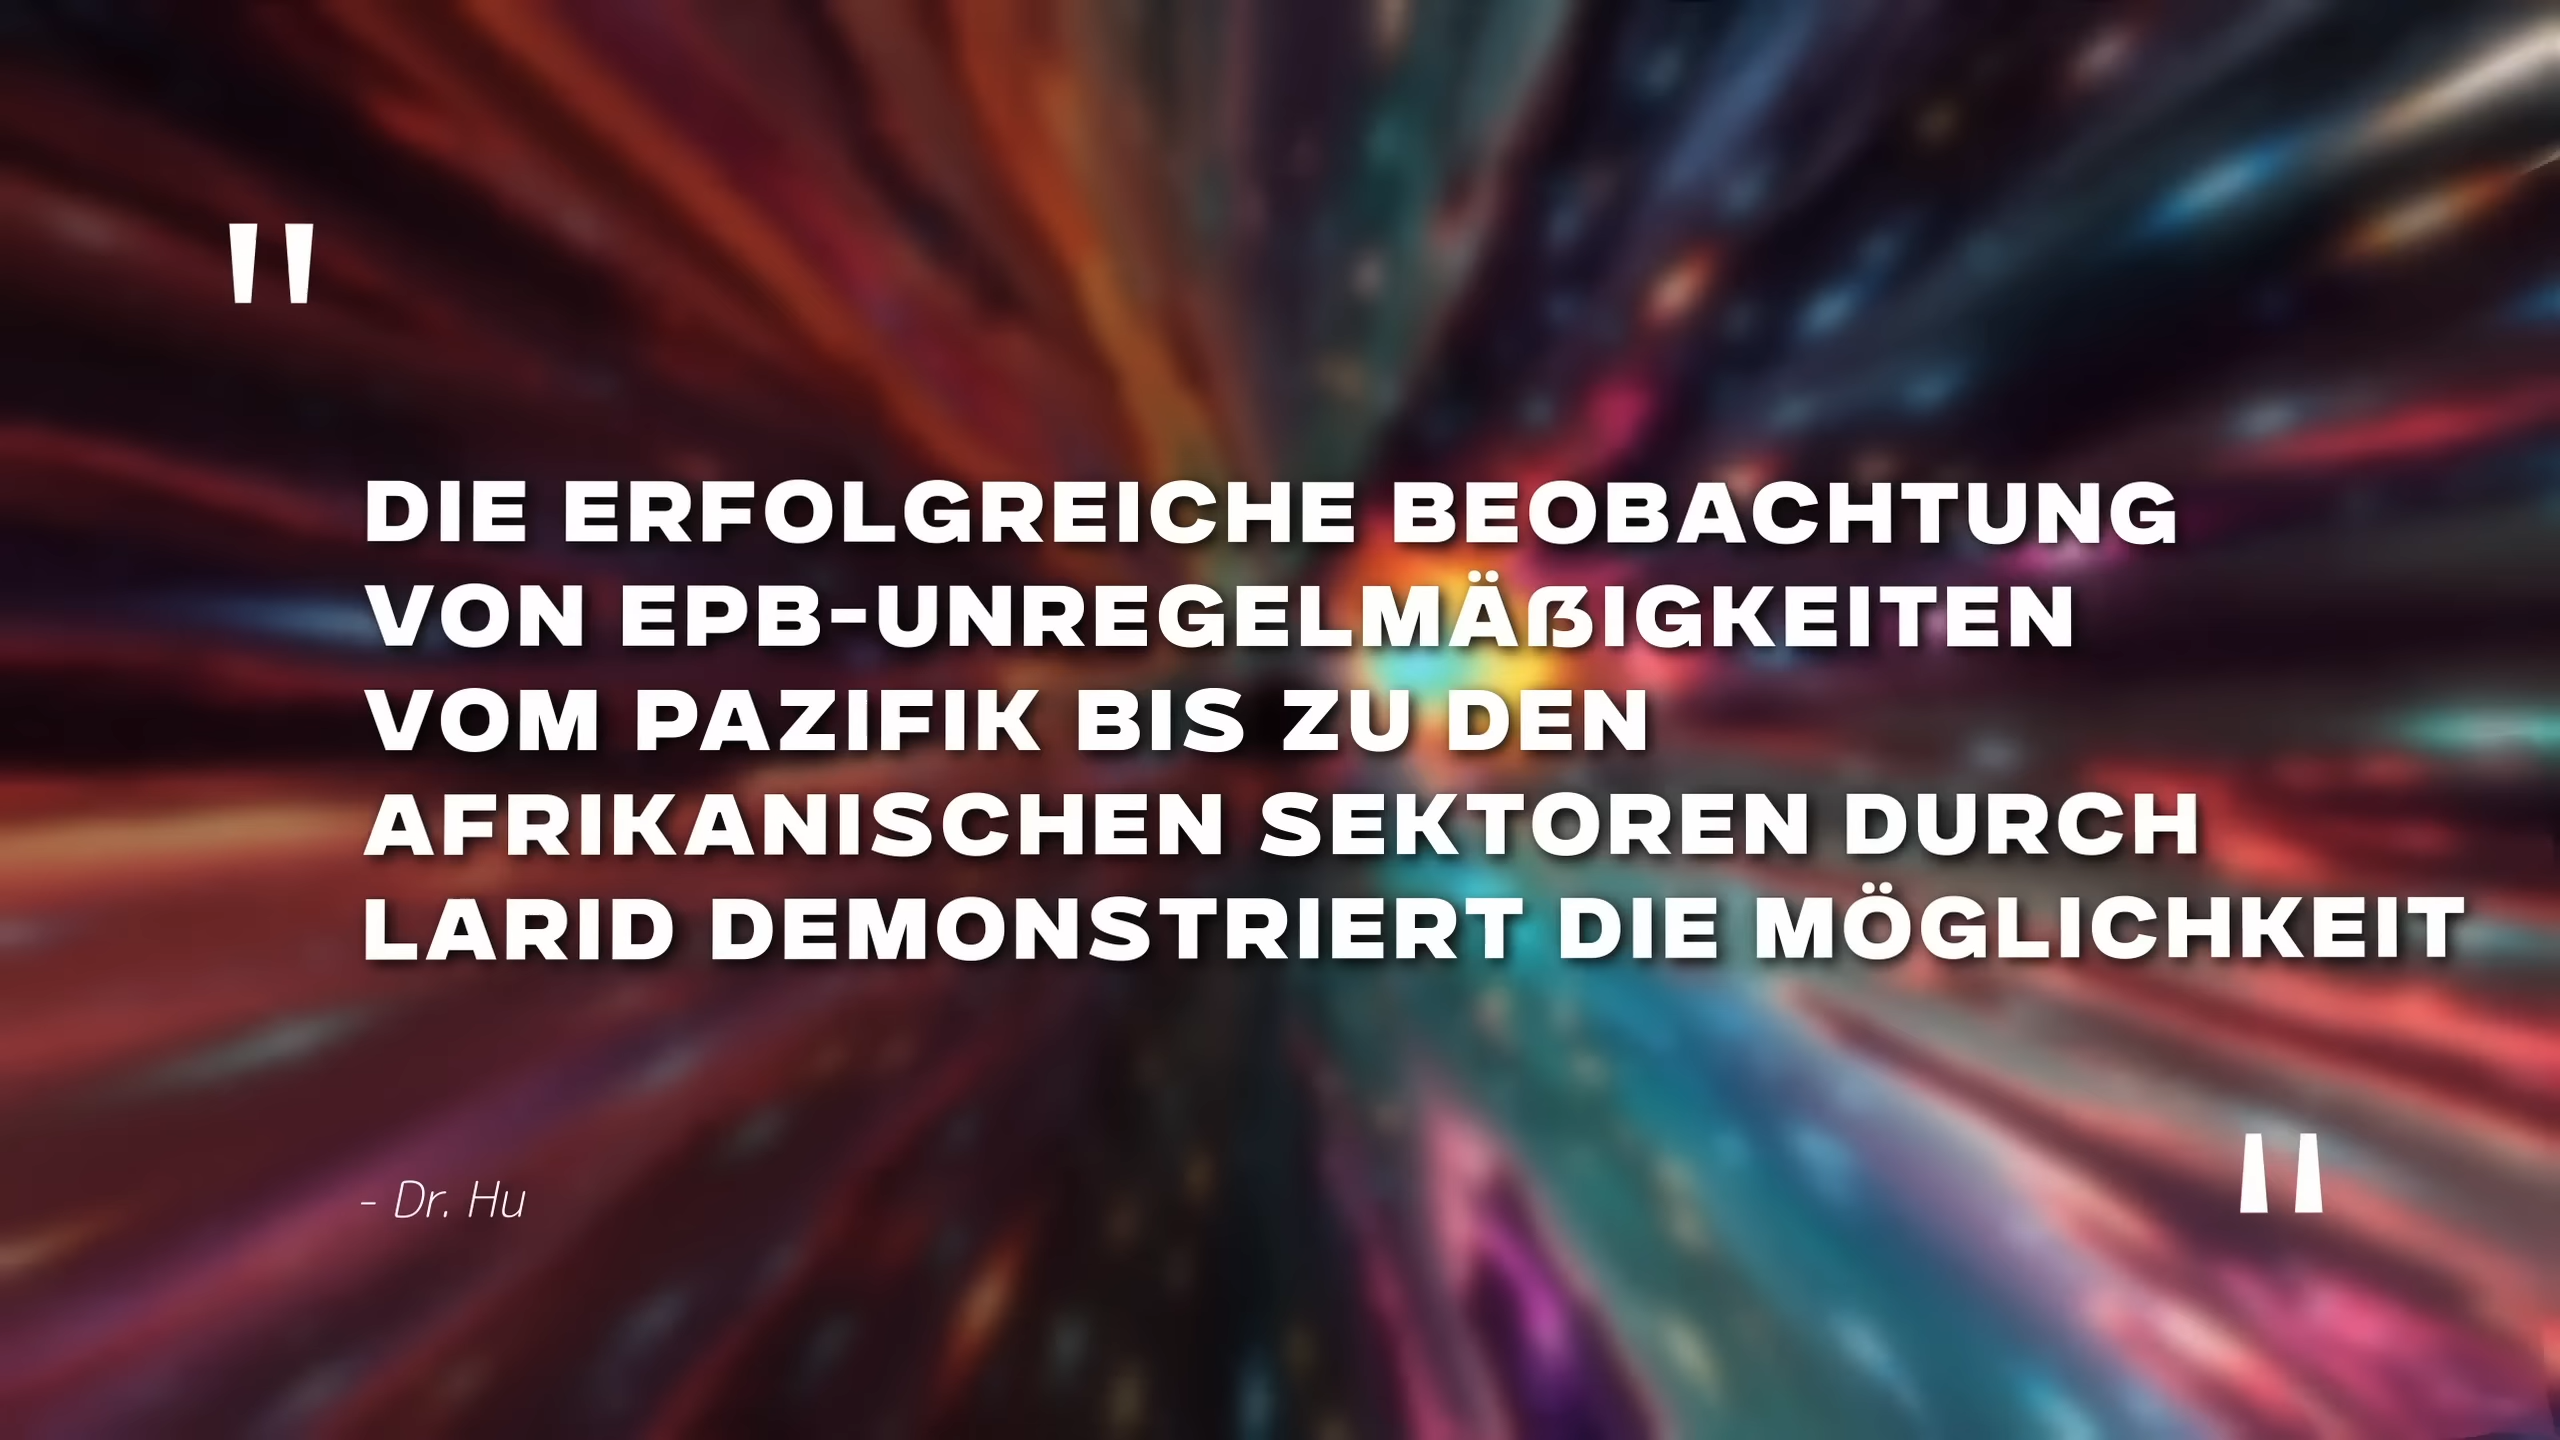 "
DIE ERFOLGREICHE BEOBACHTUNG
VON EPB-UNREGELMÄßIGKEITEN
VOM PAZIFIK BIS ZU DEN
AFRIKANISCHEN SEKTOREN DURCH
LARID DEMONSTRIERT DIE MÖGLICHKEIT
"
- Dr. Hu